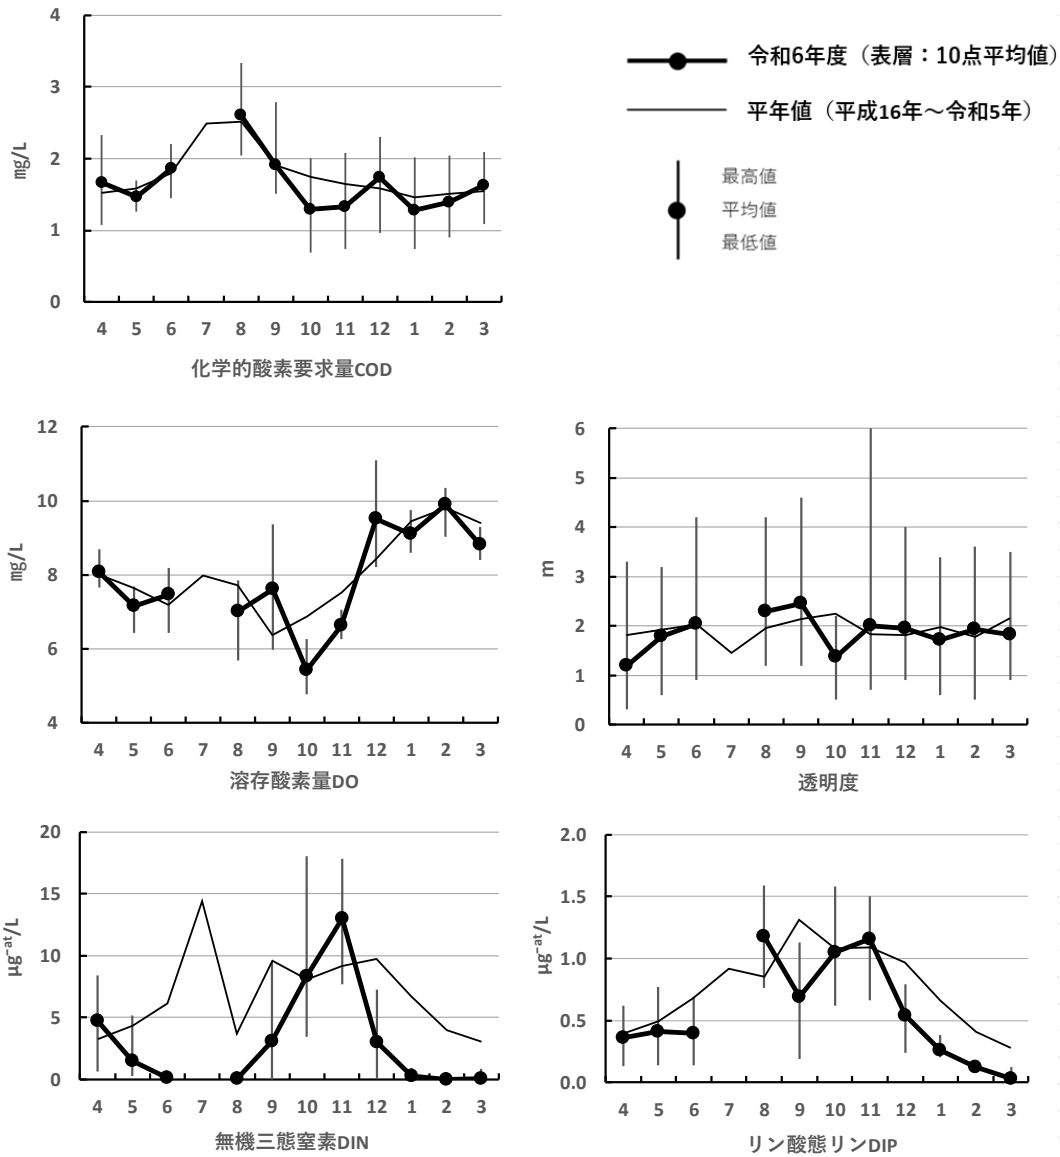 4
3
2
1
0
mg/L
4 5 6 7 8 9 10 11 12 1 2 3
化学的酸素要求量COD
令和6年度（表層：10点平均値）
平年値（平成16年～令和5年）
最高値
平均値
最低値
12
10
8
6
4
mg/L
4 5 6 7 8 9 10 11 12 1 2 3
溶存酸素量DO
6
5
4
3
2
1
0
m
4 5 6 7 8 9 10 11 12 1 2 3
透明度
20
15
10
5
0
μg⁻ᵃᵗ/L
4 5 6 7 8 9 10 11 12 1 2 3
無機三態窒素DIN
2.0
1.5
1.0
0.5
0.0
μg⁻ᵃᵗ/L
4 5 6 7 8 9 10 11 12 1 2 3
リン酸態リンDIP